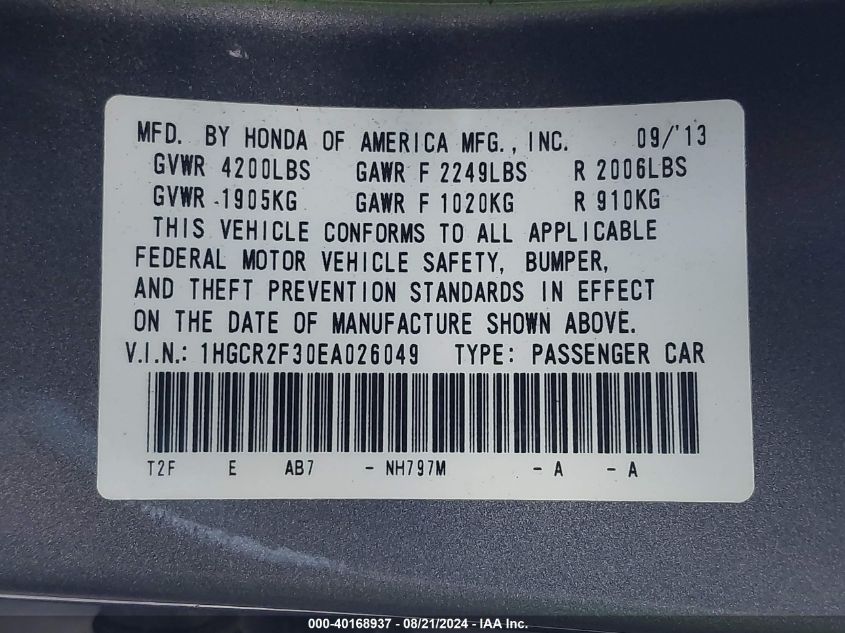 MFD. BY HONDA OF AMERICA MFG., INC. 09/'13
GVWR 4200LBS GAWR F 2249LBS R 2006LBS
GVWR 1905KG GAWR F 1020KG R 910KG
THIS VEHICLE CONFORMS TO ALL APPLICABLE
FEDERAL MOTOR VEHICLE SAFETY, BUMPER,
AND THEFT PREVENTION STANDARDS IN EFFECT
ON THE DATE OF MANUFACTURE SHOWN ABOVE.
V.I.N.: 1HGCR2F30EA026049 TYPE: PASSENGER CAR
T2F E AB7 - NH797M - A - A
000-40168937 - 08/21/2024 - IAA Inc.